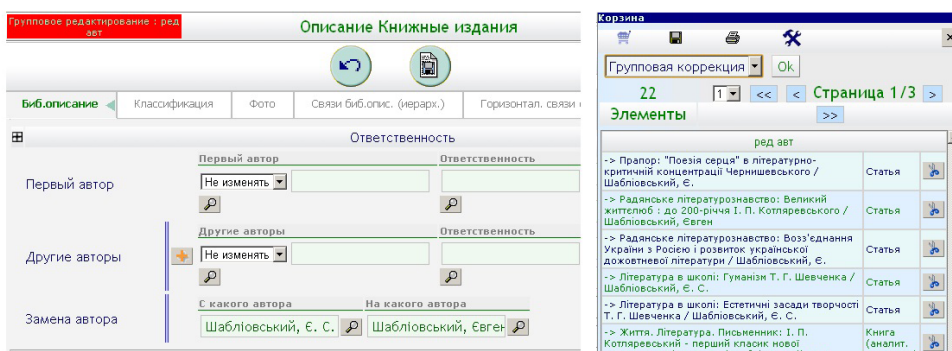 Групповое редактирование : ред
авт
Описание Книжные издания
Биб.описание
Классификация
Фото
Связи биб.опис. (иерарх.)
Горизонтал. связи
Ответственность
Первый автор
Ответственность
Первый автор
Не изменять
Другие авторы
Ответственность
Другие авторы
Не изменять
С какого автора
На какого автора
Замена автора
Шабліовський, Є. С.
Шабліовський, Євген
Корзина
Групповая коррекция
Ok
22
1
<<
<
Страница 1/3
>
Элементы
>>
ред авт
-> Прапор: "Поезія серця" в літературно-
критичній концентрації Чернишевського /
Шабліовський, Є.
Статья
-> Радянське літературознавство: Великий
життєлюб : до 200-річчя І. П. Котляревського /
Шабліовський, Євген
Статья
-> Радянське літературознавство: Возз'єднання
України з Росією і розвиток української
дожовтневої літератури / Шабліовський, Є.
Статья
-> Література в школі: Гуманізм Т. Г. Шевченка /
Шабліовський, Є. С.
Статья
-> Література в школі: Естетичні засади творчості
Т. Г. Шевченка / Шабліовський, Є. С.
Статья
-> Життя. Література. Письменник: І. П.
Котляревський - перший класик нової
Книга
(аналит.